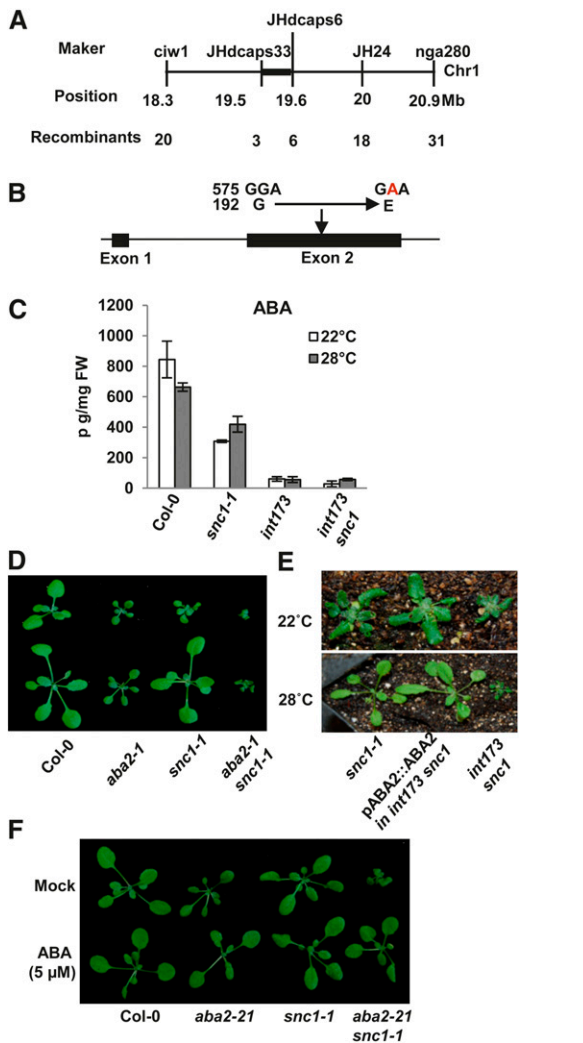 A
JHdcaps6
Maker ciw1 JHdcaps33 JH24 nga280
Chr1
Position 18.3 19.5 19.6 20 20.9Mb
Recombinants 20 3 6 18 31
B
575 GGA GAA
192 G E
Exon 1 Exon 2
C
ABA
1200
1000
800
600
400
200
0
p g/mg FW
22°C
28°C
Col-0 snc1-1 int173 int173 snc1
D
Col-0 aba2-1 snc1-1 aba2-1 snc1-1
E
22°C
28°C
snc1-1 pABA2::ABA2 in int173 snc1 int173 snc1
F
Mock
ABA
(5 µM)
Col-0 aba2-21 snc1-1 aba2-21
snc1-1